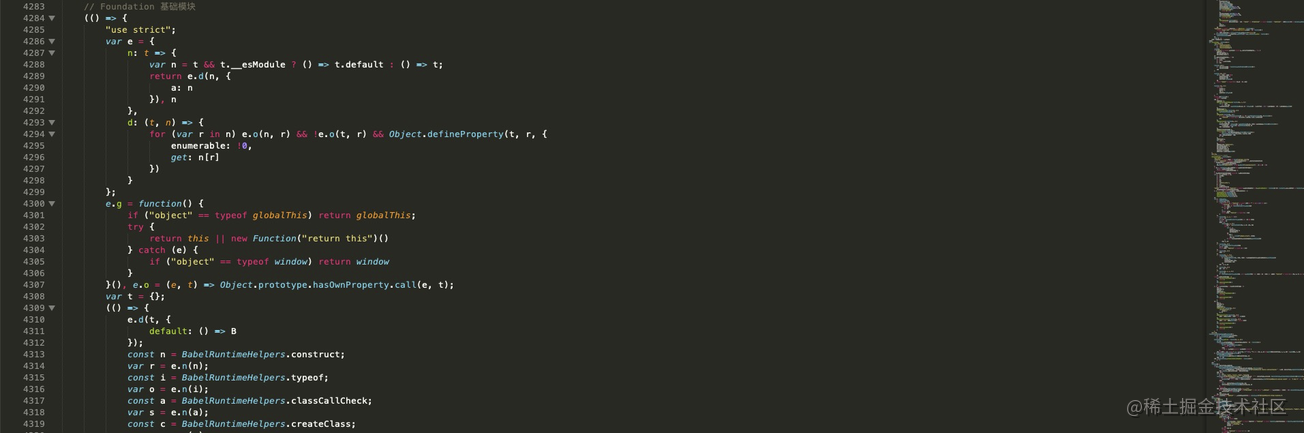 4283 // Foundation 基础模块
4284 (() => {
4285 "use strict";
4286 var e = {
4287 n: t => {
4288 var n = t && t.__esModule ? () => t.default : () => t;
4289 return e.d(n, {
4290 a: n
4291 }), n
4292 },
4293 d: (t, n) => {
4294 for (var r in n) e.o(n, r) && !e.o(t, r) && Object.defineProperty(t, r, {
4295 enumerable: !0,
4296 get: n[r]
4297 })
4298 }
4299 };
4300 e.g = function() {
4301 if ("object" == typeof globalThis) return globalThis;
4302 try {
4303 return this || new Function("return this")()
4304 } catch (e) {
4305 if ("object" == typeof window) return window
4306 }
4307 }(), e.o = (e, t) => Object.prototype.hasOwnProperty.call(e, t);
4308 var t = {};
4309 (() => {
4310 e.d(t, {
4311 default: () => B
4312 });
4313 const n = BabelRuntimeHelpers.construct;
4314 var r = e.n(n);
4315 const i = BabelRuntimeHelpers.typeof;
4316 var o = e.n(i);
4317 const a = BabelRuntimeHelpers.classCallCheck;
4318 var s = e.n(a);
4319 const c = BabelRuntimeHelpers.createClass;
@稀土掘金技术社区